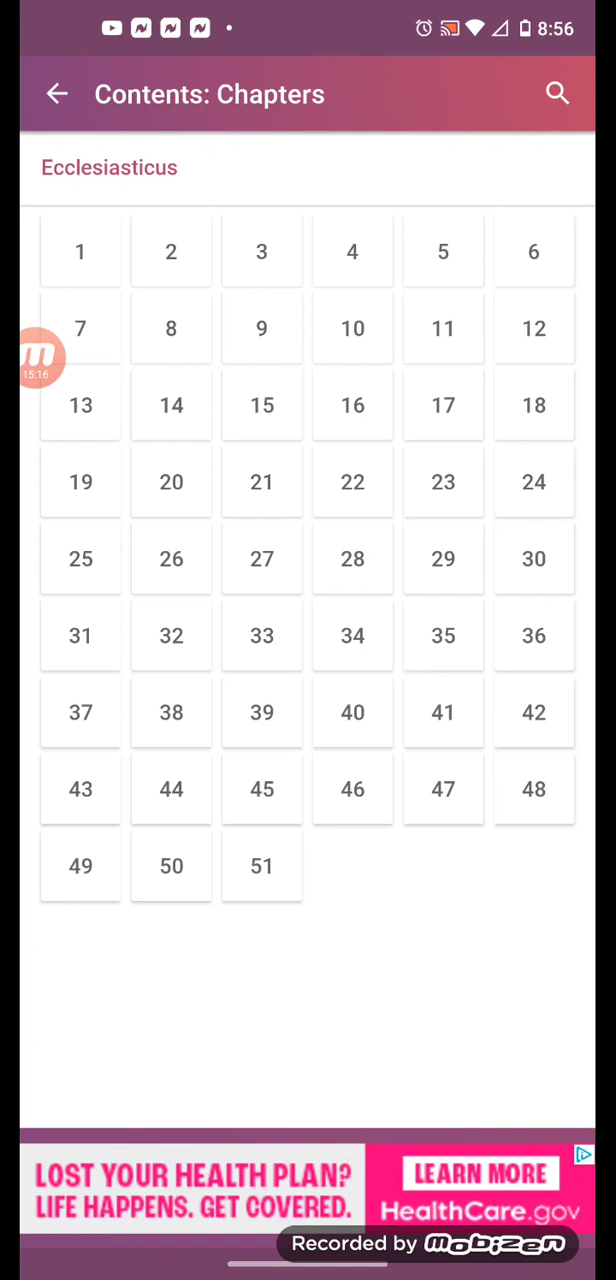 8:56
Contents: Chapters
Ecclesiasticus
1 2 3 4 5 6
7 8 9 10 11 12
15:16
13 14 15 16 17 18
19 20 21 22 23 24
25 26 27 28 29 30
31 32 33 34 35 36
37 38 39 40 41 42
43 44 45 46 47 48
49 50 51
LOST YOUR HEALTH PLAN?
LIFE HAPPENS. GET COVERED.
LEARN MORE
HealthCare.gov
Recorded by mobizen